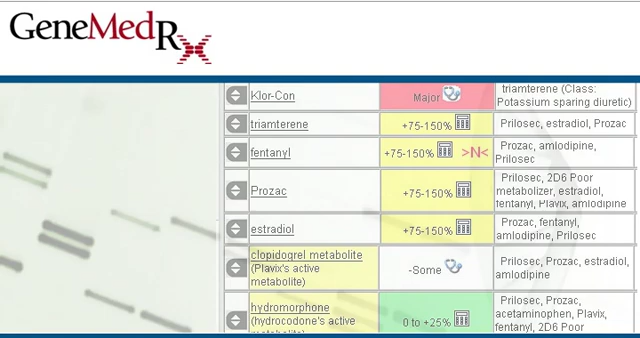 GeneMedRx
Klor-Con
Major
triamterene (Class:
Potassium sparing diuretic)
triamterene
+75-150%
Prilosec, estradiol, Prozac
fentanyl
+75-150% >N<
Prozac, amlodipine,
Prilosec
Prozac
+75-150%
Prilosec, 2D6 Poor
metabolizer, estradiol,
fentanyl, Plavix, amlodipine
estradiol
+75-150%
Prozac, fentanyl,
amlodipine, Prilosec
clopidogrel metabolite
(Plavix's active
metabolite)
-Some
Prilosec, Prozac, estradiol,
amlodipine
hydromorphone
(hydrocodone's active
metabolite)
0 to +25%
Prilosec, Prozac,
acetaminophen, Plavix,
fentanyl, 2D6 Poor